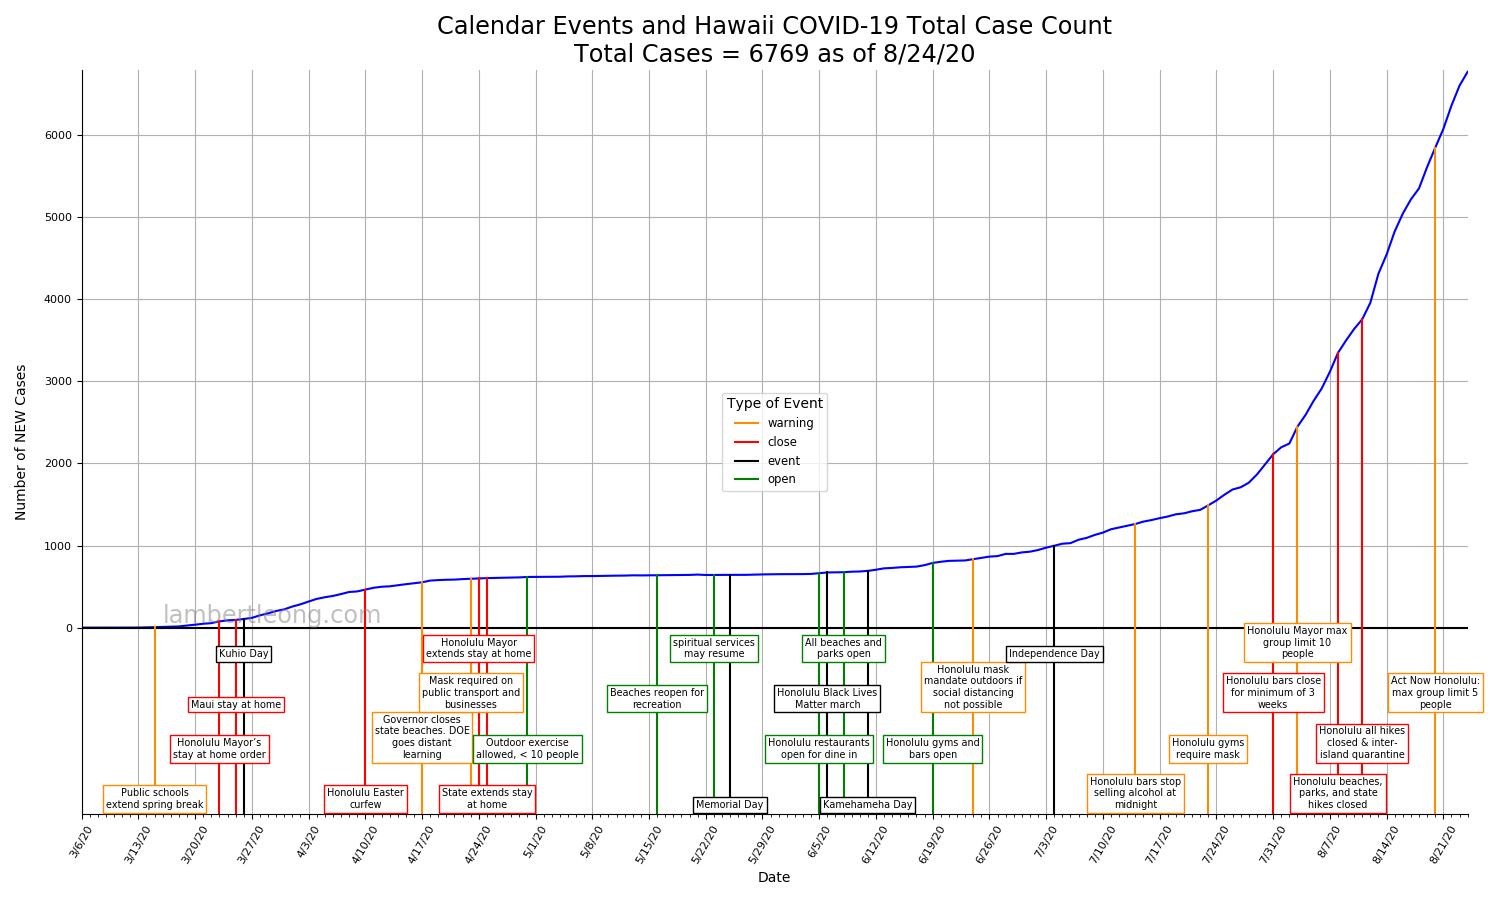 Calendar Events and Hawaii COVID-19 Total Case Count
Total Cases = 6769 as of 8/24/20
Number of NEW Cases
6000
5000
4000
3000
2000
1000
0
Type of Event
warning
close
event
open
lambertleong.com
Kuhio Day
Honolulu Mayor
extends stay at home
spiritual services
may resume
All beaches and
parks open
Independence Day
Honolulu Mayor max
group limit 10
people
Maui stay at home
Mask required on
public transport and
businesses
Beaches reopen for
recreation
Honolulu Black Lives
Matter march
Honolulu mask
mandate outdoors if
social distancing
not possible
Honolulu bars close
for minimum of 3
weeks
Act Now Honolulu:
max group limit 5
people
Honolulu Mayor's
stay at home order
Governor closes
state beaches. DOE
goes distant
learning
Outdoor exercise
allowed, < 10 people
Honolulu restaurants
open for dine in
Honolulu gyms and
bars open
Honolulu gyms
require mask
Honolulu all hikes
closed & inter-
island quarantine
Public schools
extend spring break
Honolulu Easter
curfew
State extends stay
at home
Memorial Day
Kamehameha Day
Honolulu bars stop
selling alcohol at
midnight
Honolulu beaches,
parks, and state
hikes closed
3/6/20
3/13/20
3/20/20
3/27/20
4/3/20
4/10/20
4/17/20
4/24/20
5/1/20
5/8/20
5/15/20
5/22/20
5/29/20
6/5/20
6/12/20
6/19/20
6/26/20
7/3/20
7/10/20
7/17/20
7/24/20
7/31/20
8/7/20
8/14/20
8/21/20
Date